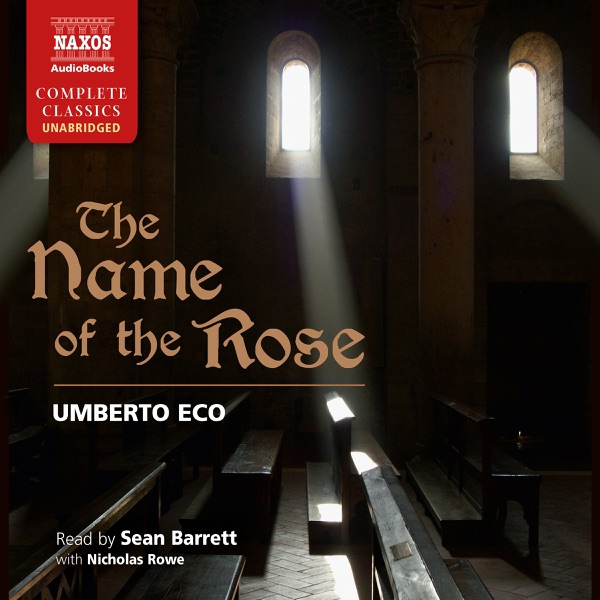 NAXOS
AudioBooks
COMPLETE
CLASSICS
UNABRIDGED
The
Name
of the Rose
UMBERTO ECO
Read by Sean Barrett
with Nicholas Rowe